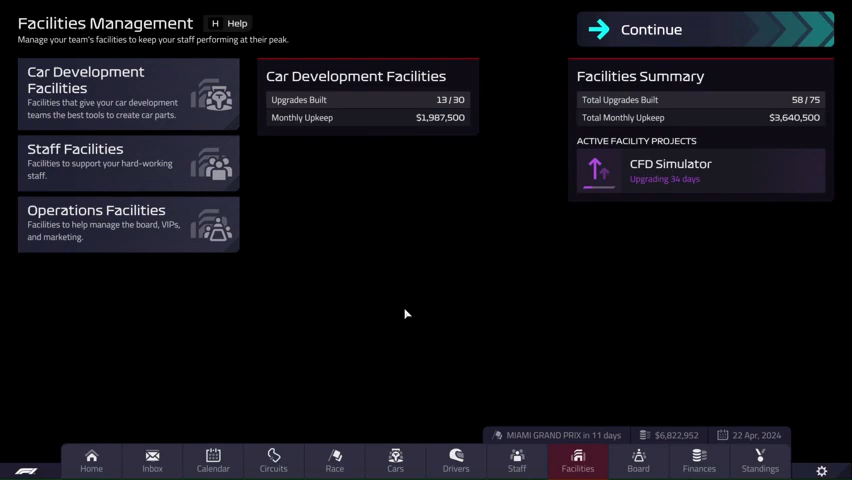 Facilities Management
H Help
Manage your team's facilities to keep your staff performing at their peak.
Continue
Car Development
Facilities
Facilities that give your car development
teams the best tools to create car parts.
Staff Facilities
Facilities to support your hard-working
staff.
Operations Facilities
Facilities to help manage the board, VIPs,
and marketing.
Car Development Facilities
Upgrades Built 13/30
Monthly Upkeep $1,987,500
Facilities Summary
Total Upgrades Built 58/75
Total Monthly Upkeep $3,640,500
ACTIVE FACILITY PROJECTS
CFD Simulator
Upgrading 34 days
MIAMI GRAND PRIX in 11 days $6,822,952 22 Apr, 2024
F1 Home Inbox Calendar Circuits Race Cars Drivers Staff Facilities Board Finances Standings